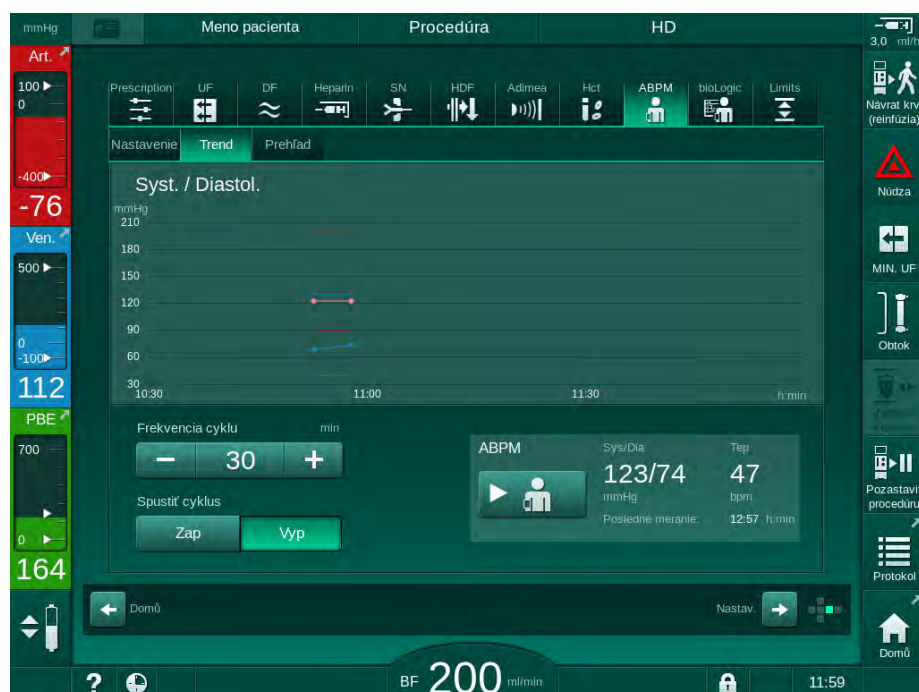 mmHg
Meno pacienta
Procedúra
HD
3,0 ml/h
Art.
100
0
-400
-76
Ven.
500
0
-100
112
PBE
700
0
164
Prescription
UF
DF
Heparin
SN
HDF
Adimea
Hct
ABPM
bioLogic
Limits
Nastavenie
Trend
Prehľad
Syst. / Diastol.
mmHg
210
180
150
120
90
60
30
10:30
11:00
11:30
h:min
Frekvencia cyklu
min
30
Spustiť cyklus
Zap
Vyp
ABPM
Sys/Dia
Tep
123/74
47
mmHg
bpm
Posledné meranie:
12:57 h:min
Domů
Nastav.
Návrat krv
(reinfúzia)
Núdza
MIN. UF
Obtok
Pozastavi
procedúru
Protokol
Domů
?
BF 200 ml/min
11:59